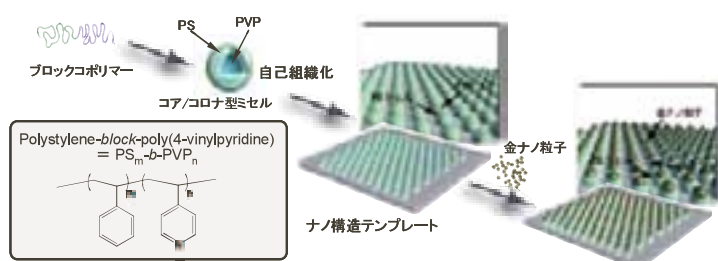 PS
PVP
ブロックコポリマー
自己組織化
コア/コロナ型ミセル
Polystylene-block-poly(4-vinylpyridine)
= PSm-b-PVPn
金ナノ粒子
ナノ構造テンプレート